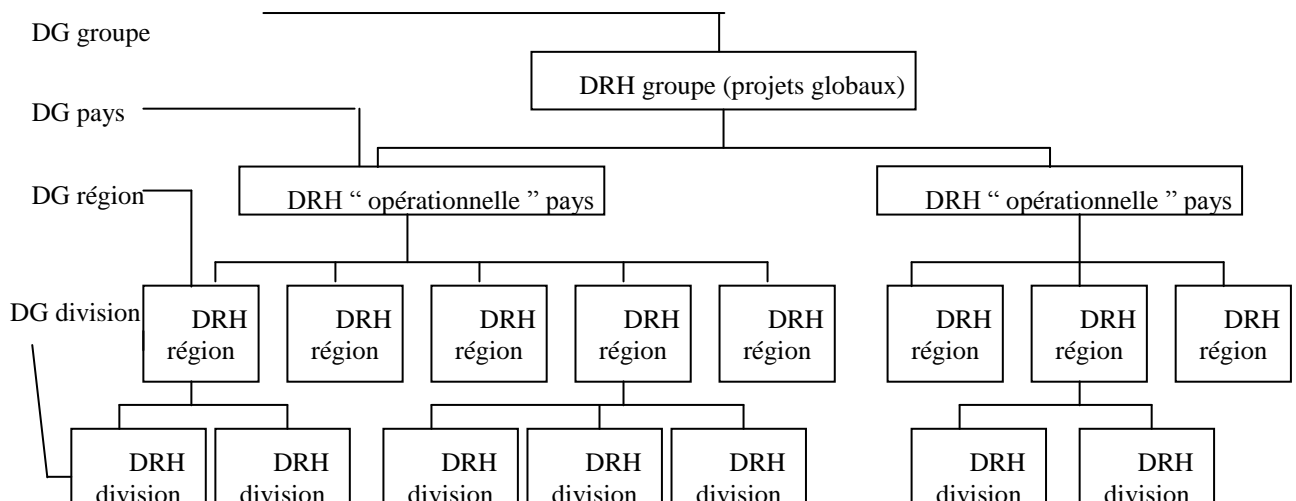 DG groupe
DRH groupe (projets globaux)
DG pays
DG région
DRH “ opérationnelle ” pays
DRH “ opérationnelle ” pays
DG division
DRH
région
DRH
région
DRH
région
DRH
région
DRH
région
DRH
région
DRH
région
DRH
région
DRH
division
DRH
division
DRH
division
DRH
division
DRH
division
DRH
division
DRH
division